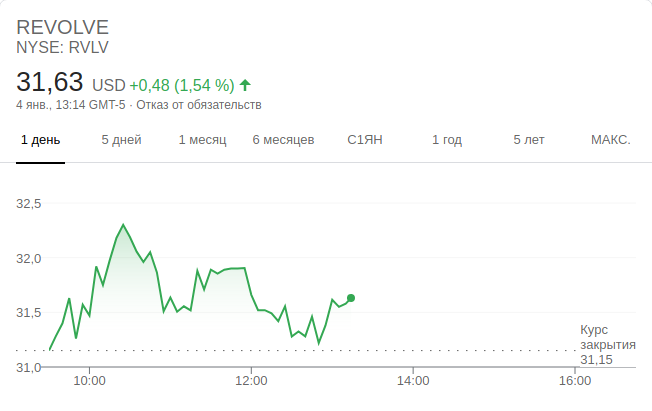 REVOLVE
NYSE: RVLV
31,63 USD +0,48 (1,54 %)
4 янв., 13:14 GMT-5 · Отказ от обязательств
1 день 5 дней 1 месяц 6 месяцев С1ЯН 1 год 5 лет МАКС.
32,5
32,0
31,5
Курс
закрытия
31,15
31,0
10:00 12:00 14:00 16:00